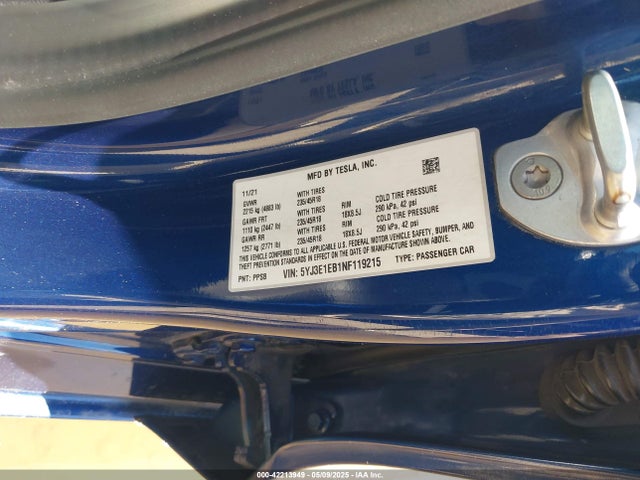 MFD BY TESLA, INC.
11/21 WITH TIRES RIM COLD TIRE PRESSURE
GVWR 235/45R18 18X8.5J 290 kPa, 42 psi
2215 kg (4883 lb) WITH TIRES RIM COLD TIRE PRESSURE
GAWR FRT 235/45R18 18X8.5J 290 kPa, 42 psi
1110 kg (2447 lb) WITH TIRES
GAWR RR 235/45R18
1257 kg (2771 lb)
THIS VEHICLE CONFORMS TO ALL APPLICABLE U.S. FEDERAL MOTOR VEHICLE SAFETY, BUMPER, AND
THEFT PREVENTION STANDARDS IN EFFECT ON THE DATE OF MANUFACTURE SHOWN ABOVE.
VIN: 5YJ3E1EB1NF119215 TYPE: PASSENGER CAR
PNT: PPSB
000-42213949 - 05/09/2025 - IAAI.COM